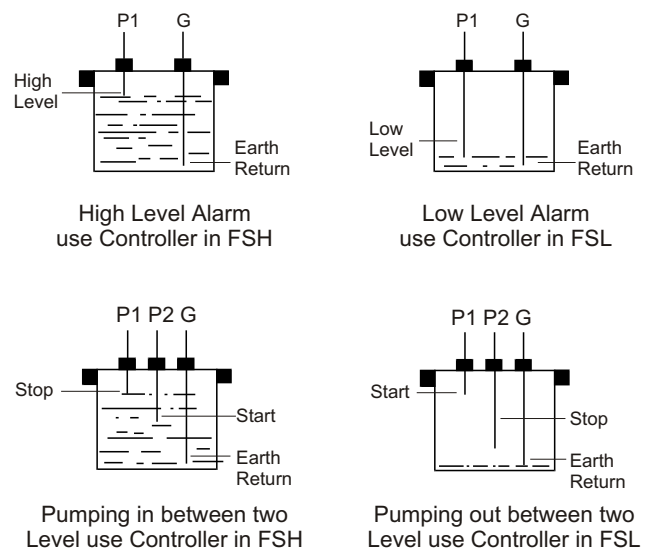 P1 G
High
Level
Earth
Return
High Level Alarm
use Controller in FSH
P1 G
Low
Level
Earth
Return
Low Level Alarm
use Controller in FSL
P1 P2 G
Stop
Start
Earth
Return
Pumping in between two
Level use Controller in FSH
P1 P2 G
Start
Stop
Earth
Return
Pumping out between two
Level use Controller in FSL